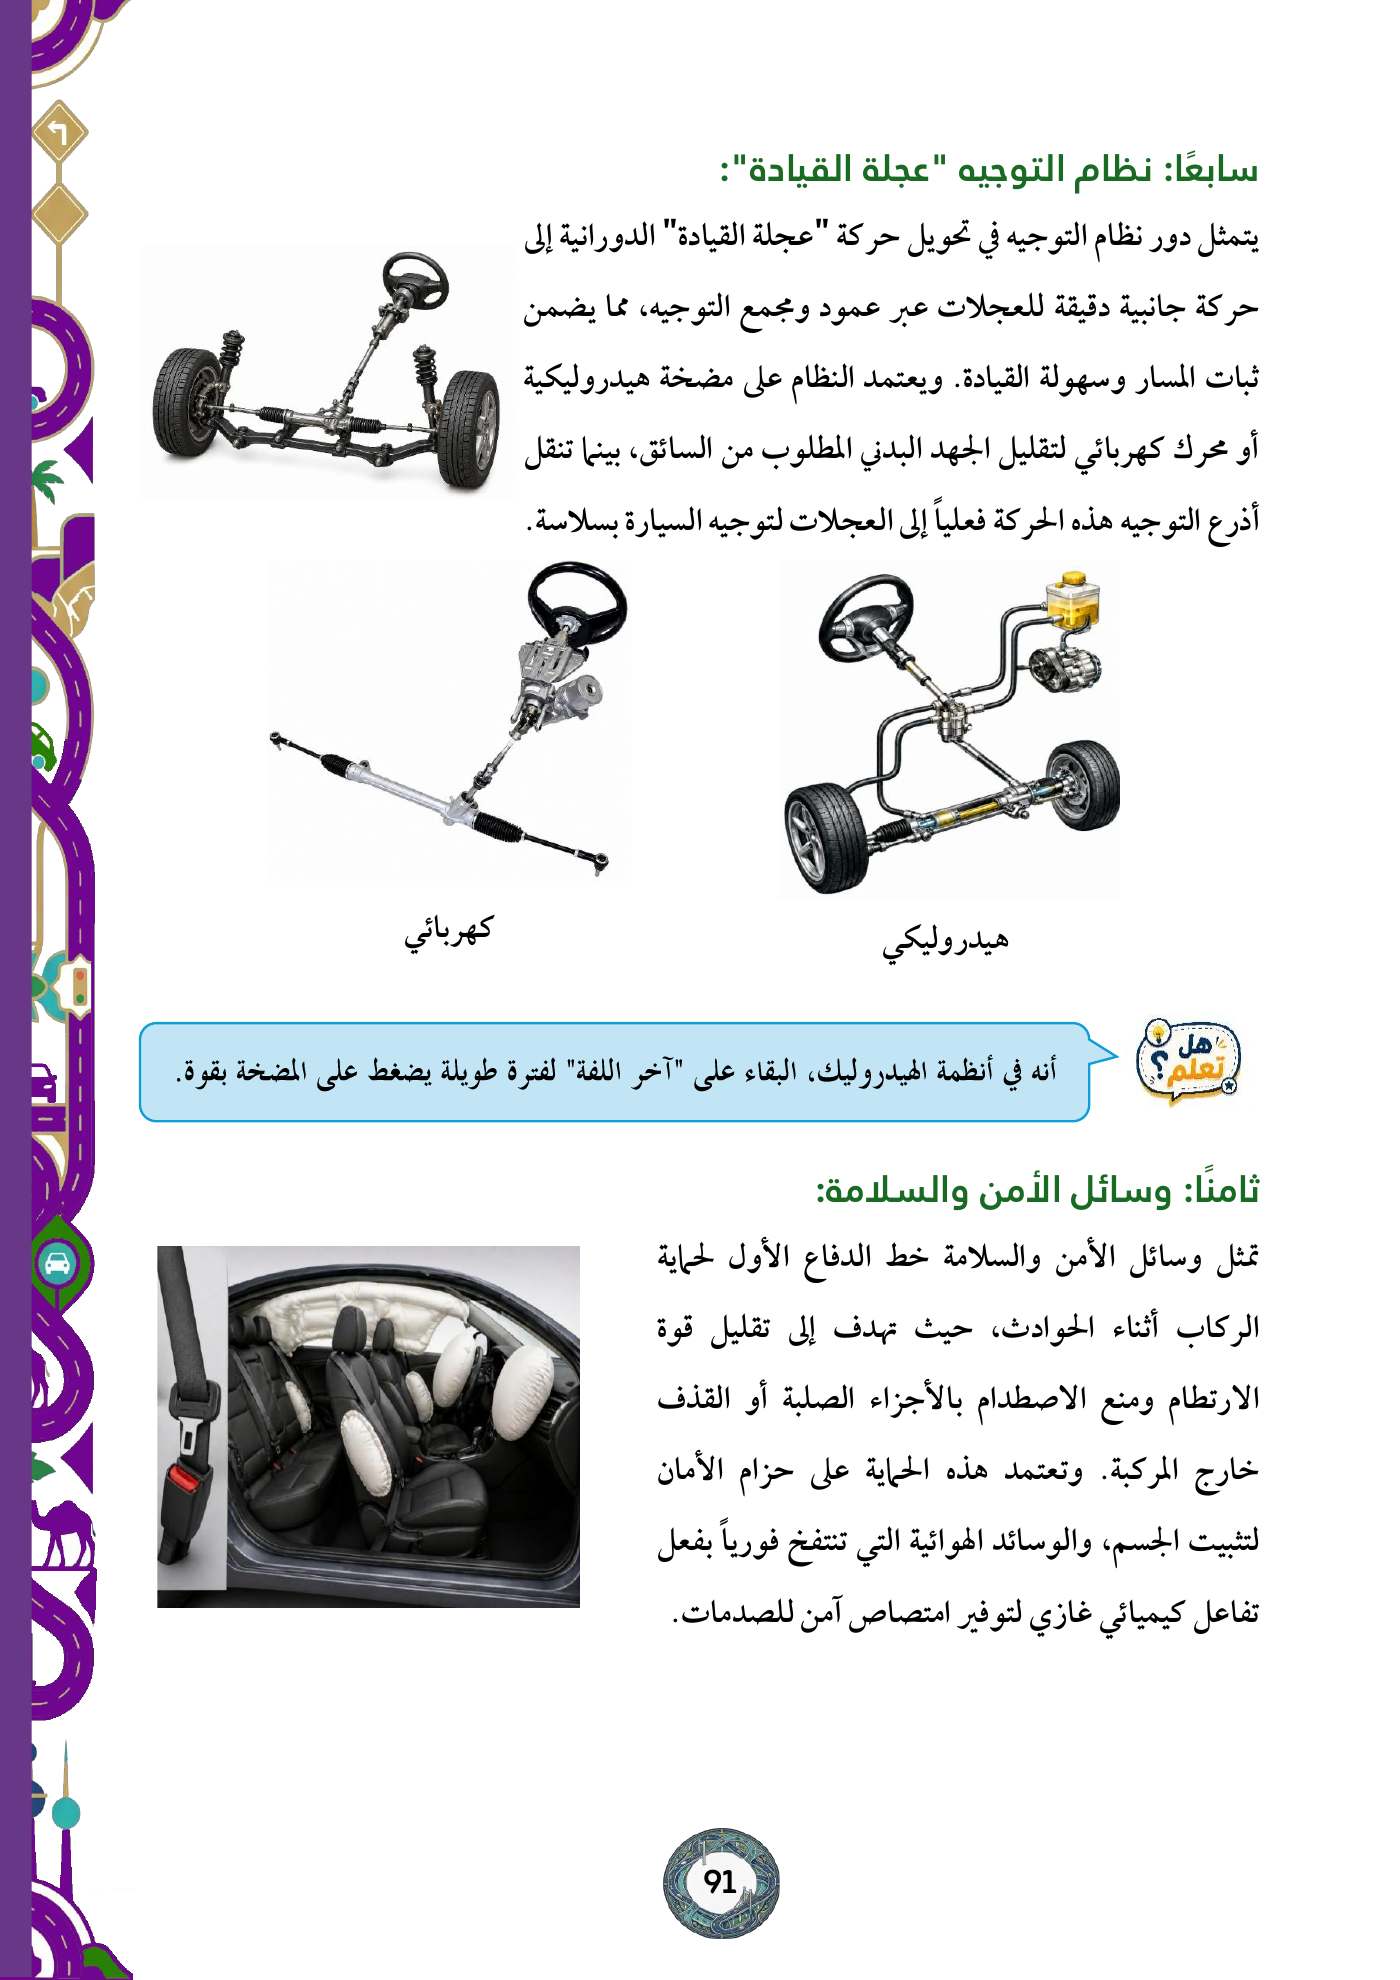 سابعًا: نظام التوجيه "عجلة القيادة":
يتمثل دور نظام التوجيه في تحويل حركة "عجلة القيادة" الدورانية إلى
حركة جانبية دقيقة للعجلات عبر عمود ومجمع التوجيه، مما يضمن
ثبات المسار وسهولة القيادة. ويعتمد النظام على مضخة هيدروليكية
أو محرك كهربائي لتقليل الجهد البدني المطلوب من السائق، بينما تنقل
أذرع التوجيه هذه الحركة فعلياً إلى العجلات لتوجيه السيارة بسلاسة.
هيدروليكي
كهربائي
هل
تعلم؟
أنه في أنظمة الهيدروليك، البقاء على "آخر اللفة" لفترة طويلة يضغط على المضخة بقوة.
ثامنًا: وسائل الأمن والسلامة:
تمثل وسائل الأمن والسلامة خط الدفاع الأول لحماية
الركاب أثناء الحوادث، حيث تهدف إلى تقليل قوة
الارتطام ومنع الاصطدام بالأجزاء الصلبة أو القذف
خارج المركبة. وتعتمد هذه الحماية على حزام الأمان
لتثبيت الجسم، والوسائد الهوائية التي تنتفخ فورياً بفعل
تفاعل كيميائي غازي لتوفير امتصاص آمن للصدمات.
91